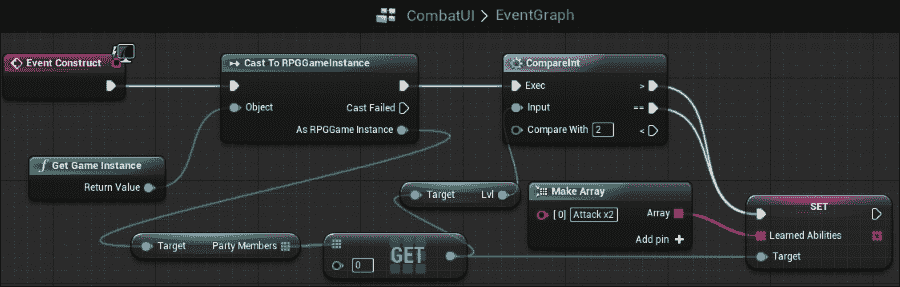 CombatUI > EventGraph
Event Construct
Cast To RPGGameInstance
Object
Cast Failed
As RPGGame Instance
CompareInt
Exec
>
Input
==
Compare With 2
<
f Get Game Instance
Return Value
Target Lvl
Make Array
[0] Attack x2
Array
Add pin +
SET
Learned Abilities
Target
Target Party Members
0
GET